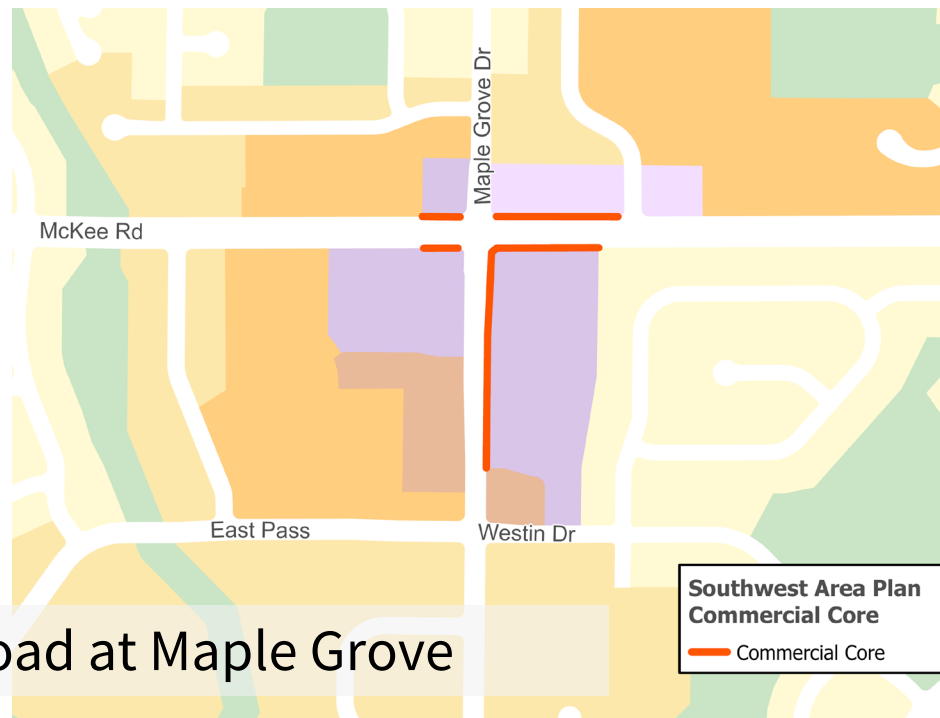 Maple Grove Dr
McKee Rd
East Pass
Westin Dr
Southwest Area Plan
Commercial Core
Commercial Core
oad at Maple Grove